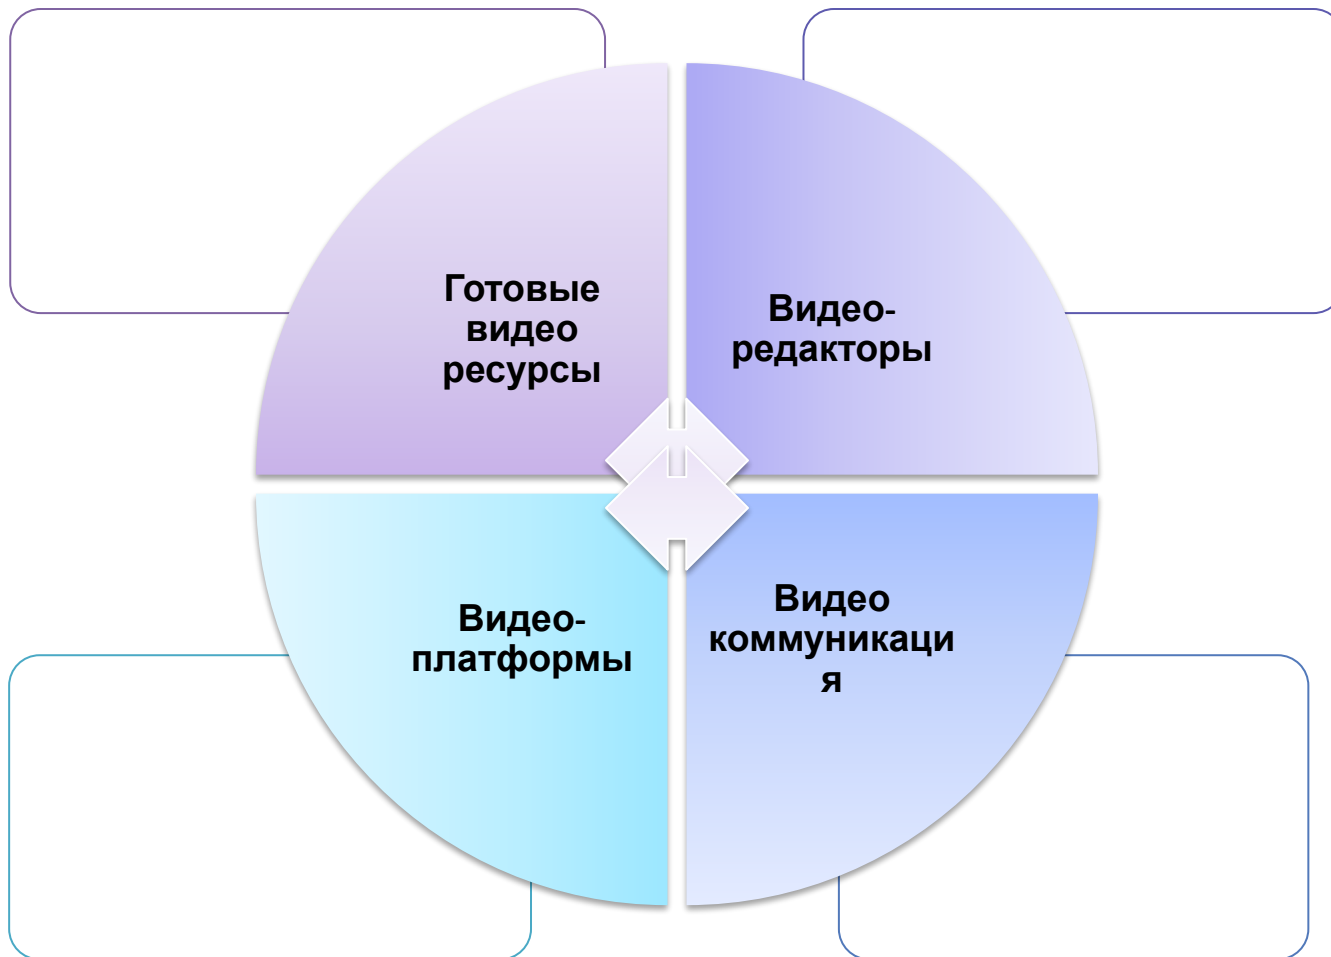 Готовые
видео
ресурсы
Видео-
редакторы
Видео-
платформы
Видео
коммуникаци
я